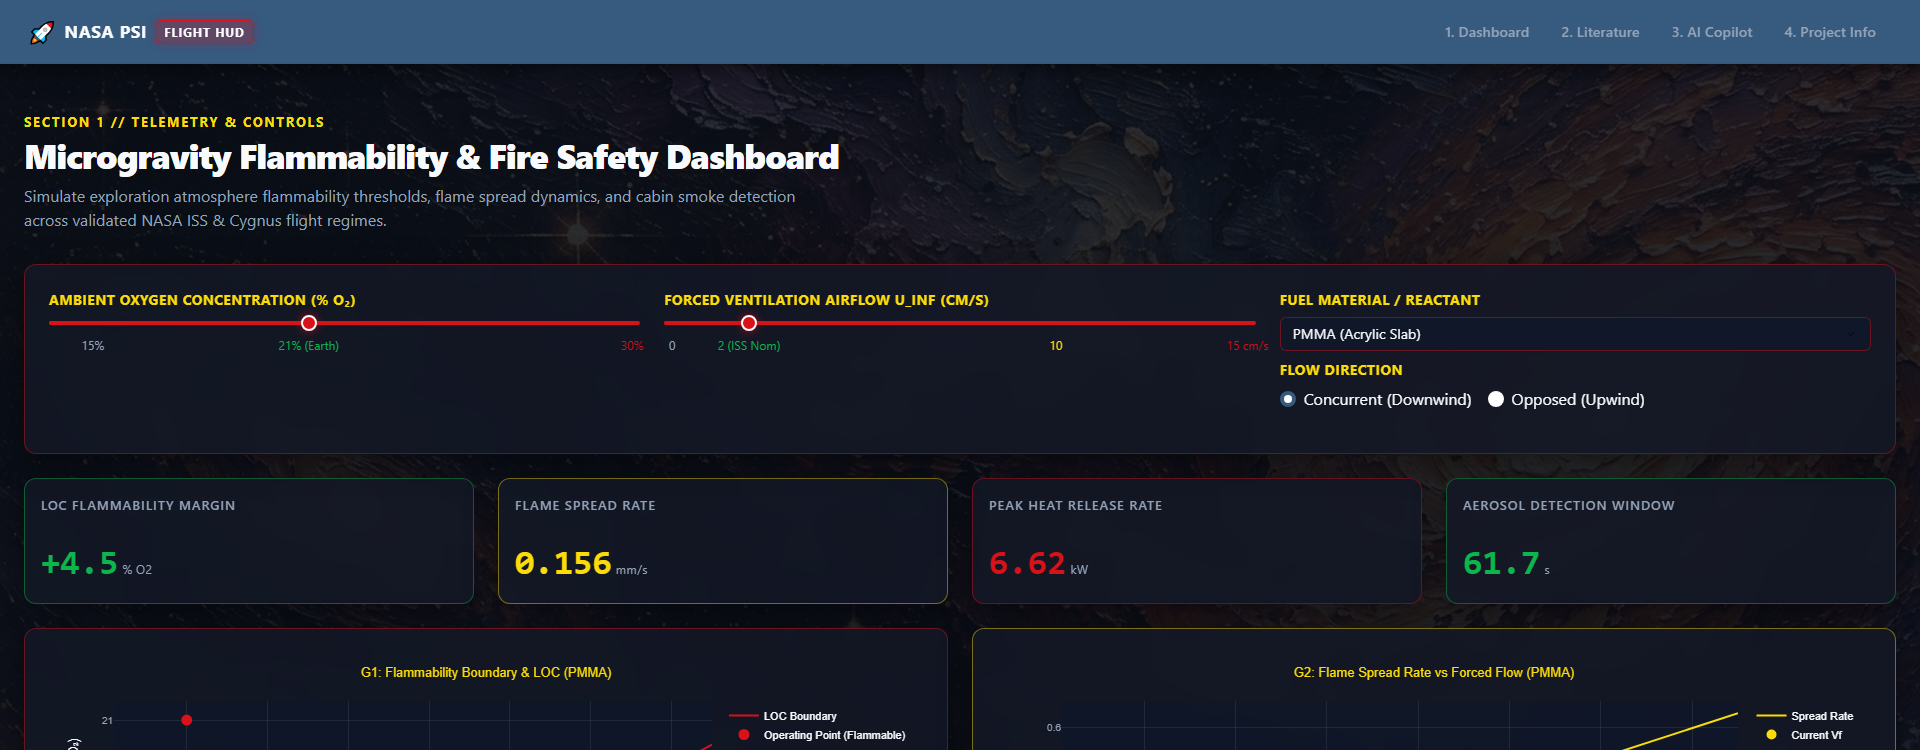 NASA PSI FLIGHT HUD 1. Dashboard 2. Literature 3. AI Copilot 4. Project Info
SECTION 1 // TELEMETRY & CONTROLS
Microgravity Flammability & Fire Safety Dashboard
Simulate exploration atmosphere flammability thresholds, flame spread dynamics, and cabin smoke detection
across validated NASA ISS & Cygnus flight regimes.
AMBIENT OXYGEN CONCENTRATION (% O₂)
15% 21% (Earth) 30%
FORCED VENTILATION AIRFLOW U_INF (CM/S)
0 2 (ISS Nom) 10 15 cm/s
FUEL MATERIAL / REACTANT
PMMA (Acrylic Slab)
FLOW DIRECTION
Concurrent (Downwind) Opposed (Upwind)
LOC FLAMMABILITY MARGIN
+4.5 % O2
FLAME SPREAD RATE
0.156 mm/s
PEAK HEAT RELEASE RATE
6.62 kW
AEROSOL DETECTION WINDOW
61.7 s
G1: Flammability Boundary & LOC (PMMA)
21
LOC Boundary
Operating Point (Flammable)
G2: Flame Spread Rate vs Forced Flow (PMMA)
0.6
Spread Rate
Current Vf